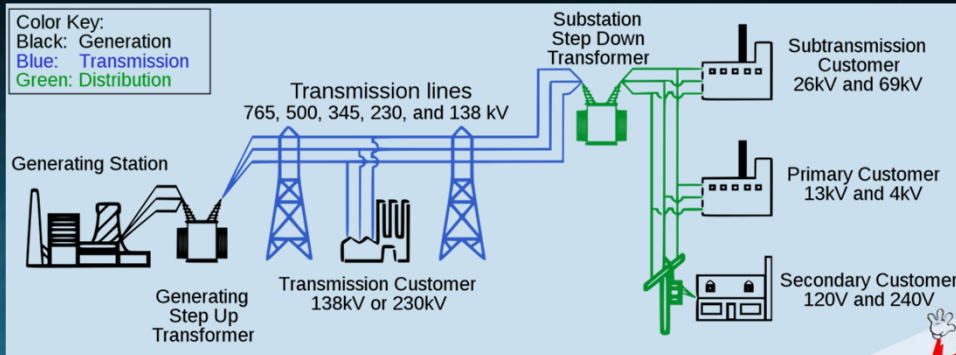 Color Key:
Black: Generation
Blue: Transmission
Green: Distribution
Substation
Step Down
Transformer
Subtransmission
Customer
26kV and 69kV
Transmission lines
765, 500, 345, 230, and 138 kV
Generating Station
Primary Customer
13kV and 4kV
Transmission Customer
138kV or 230kV
Secondary Customer
120V and 240V
Generating
Step Up
Transformer